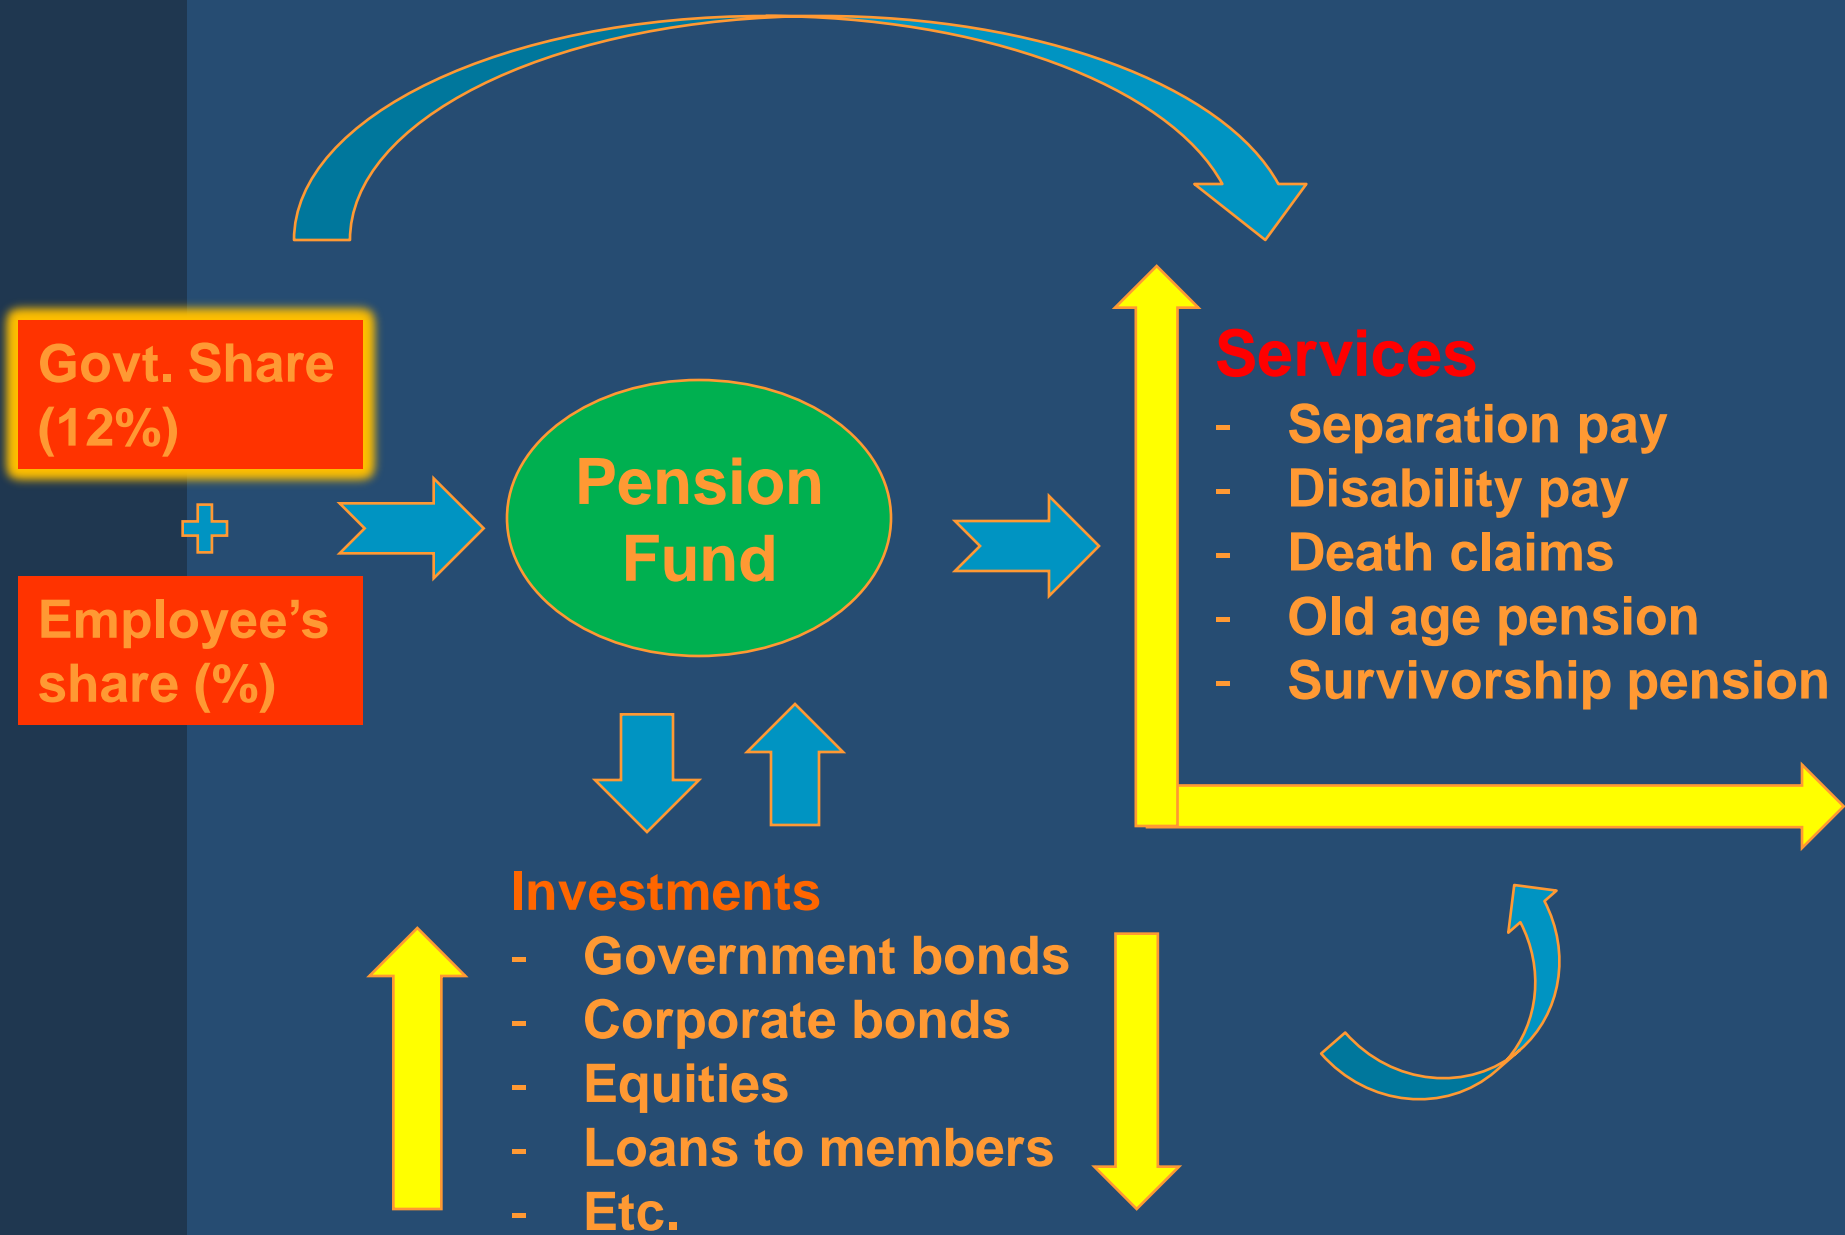 Govt. Share
(12%)
Employee’s
share (%)
Pension
Fund
Services
- Separation pay
- Disability pay
- Death claims
- Old age pension
- Survivorship pension
Investments
- Government bonds
- Corporate bonds
- Equities
- Loans to members
- Etc.